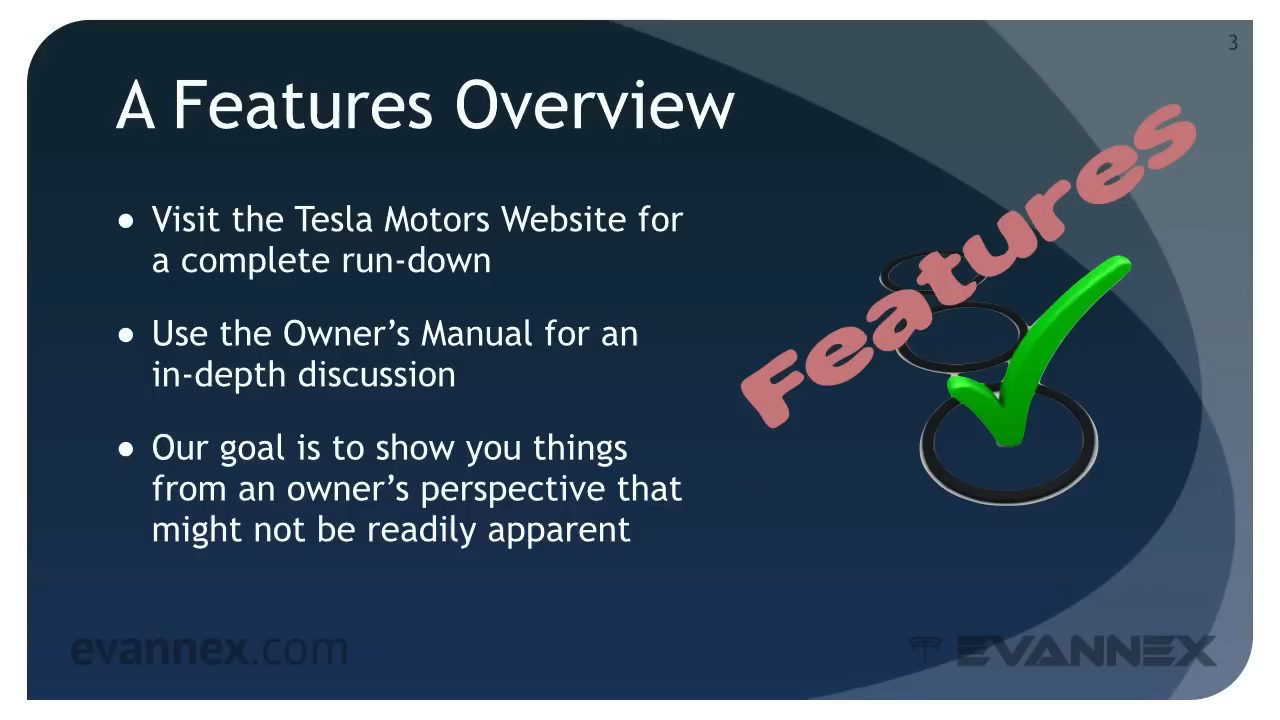 3
A Features Overview
● Visit the Tesla Motors Website for
a complete run-down
● Use the Owner’s Manual for an
in-depth discussion
● Our goal is to show you things
from an owner’s perspective that
might not be readily apparent
Features
evannex.com
EVANNEX